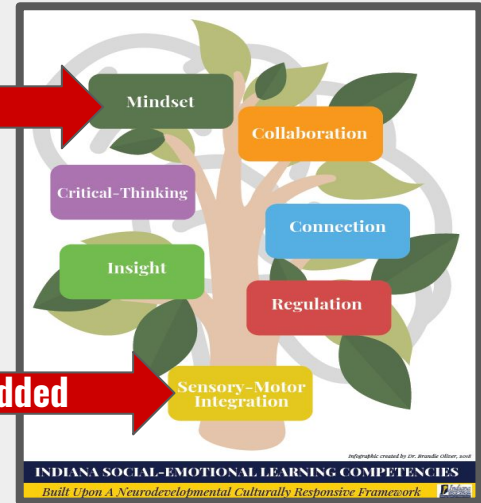 Mindset
Collaboration
Critical-Thinking
Connection
Insight
Regulation
dded
Sensory-Motor
Integration
Infographic created by Dr. Brandie Oliver, 2018
INDIANA SOCIAL-EMOTIONAL LEARNING COMPETENCIES
Built Upon A Neurodevelopmental Culturally Responsive Framework
Indiana